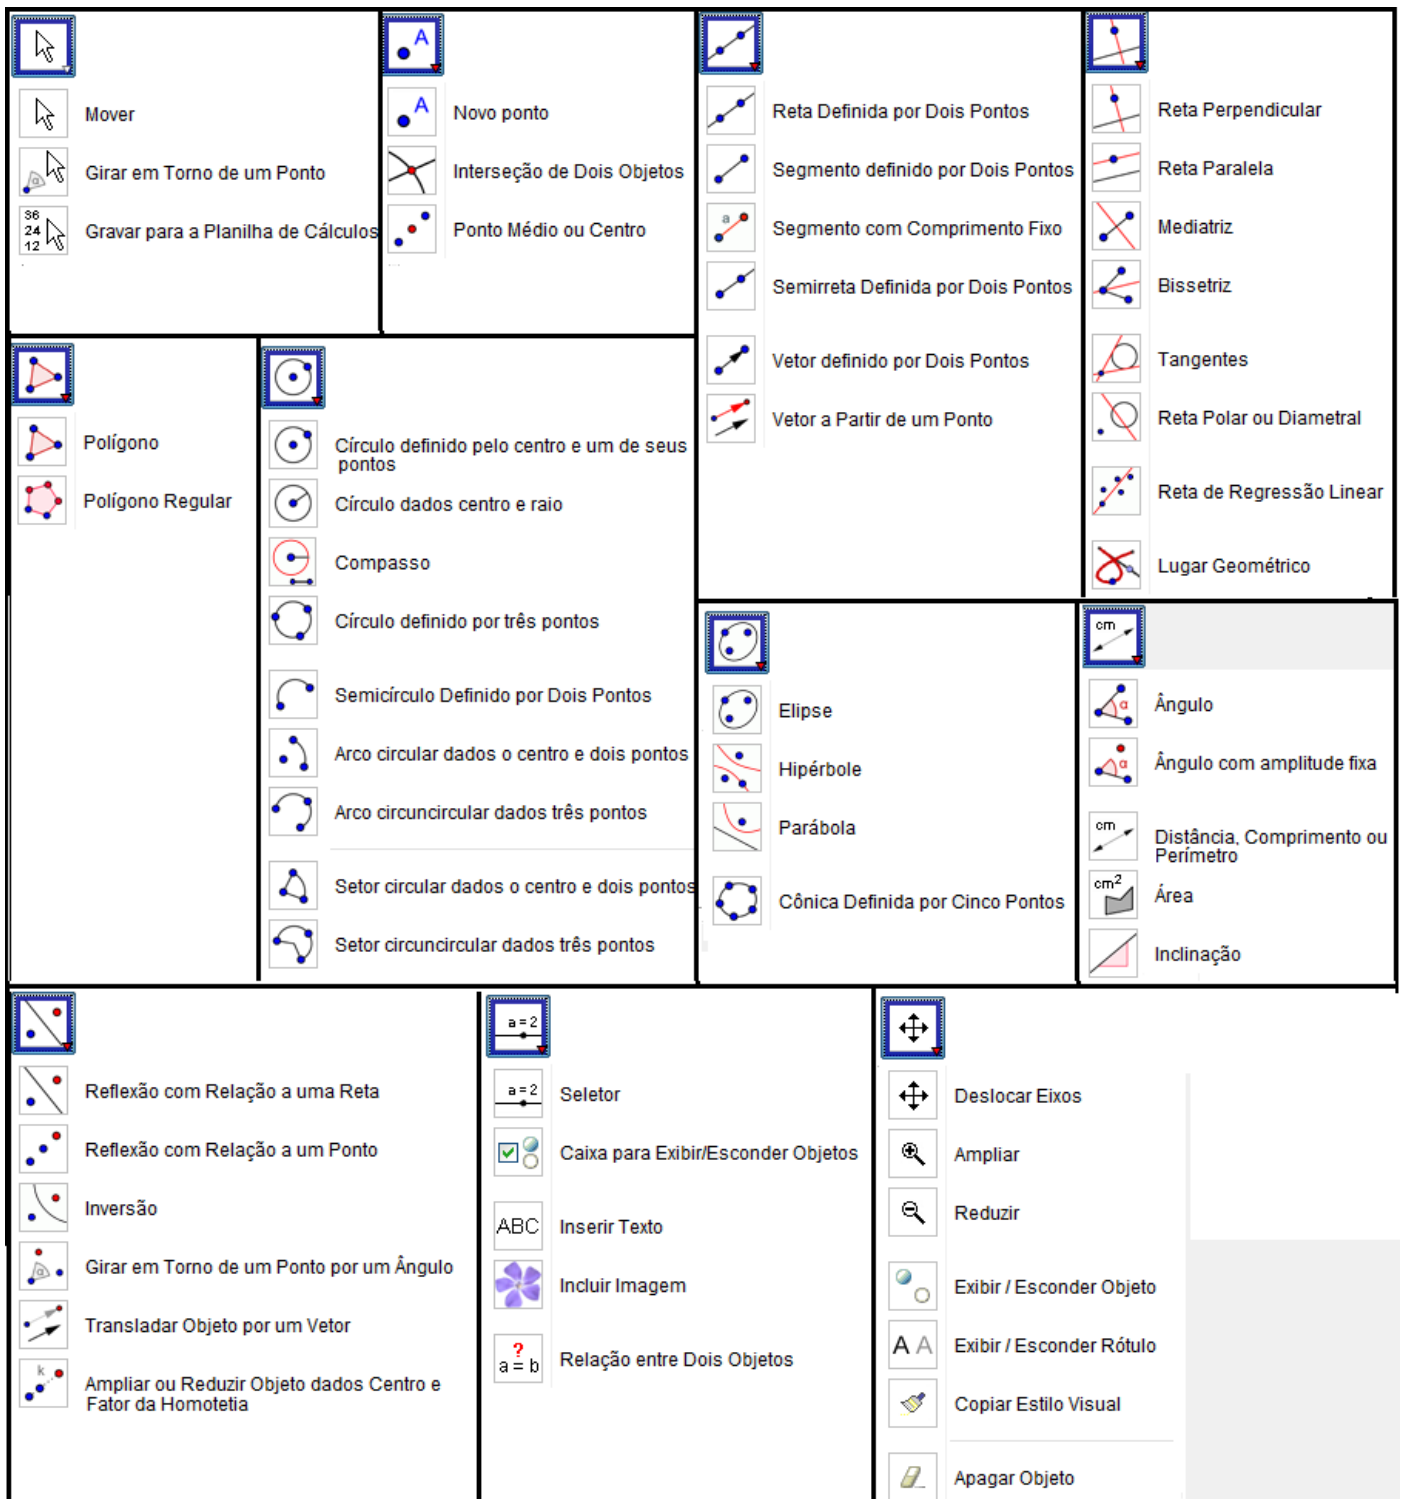 Mover
Girar em Torno de um Ponto
36
24
12
Gravar para a Planilha de Cálculos
A
A
Novo ponto
Interseção de Dois Objetos
Ponto Médio ou Centro
Reta Definida por Dois Pontos
Segmento definido por Dois Pontos
a
Segmento com Comprimento Fixo
Semirreta Definida por Dois Pontos
Vetor definido por Dois Pontos
Vetor a Partir de um Ponto
Reta Perpendicular
Reta Paralela
Mediatriz
Bissetriz
Tangentes
Reta Polar ou Diametral
Reta de Regressão Linear
Lugar Geométrico
Polígono
Polígono Regular
Círculo definido pelo centro e um de seus
pontos
Círculo dados centro e raio
Compasso
Círculo definido por três pontos
Semicírculo Definido por Dois Pontos
Arco circular dados o centro e dois pontos
Arco circuncircular dados três pontos
Setor circular dados o centro e dois pontos
Setor circuncircular dados três pontos
Elipse
Hipérbole
Parábola
Cônica Definida por Cinco Pontos
cm
α
Ângulo
α
Ângulo com amplitude fixa
cm
Distância, Comprimento ou
Perímetro
cm²
Área
Inclinação
Reflexão com Relação a uma Reta
Reflexão com Relação a um Ponto
Inversão
α
Girar em Torno de um Ponto por um Ângulo
Transladar Objeto por um Vetor
k
Ampliar ou Reduzir Objeto dados Centro e
Fator da Homotetia
a=2
a=2
Seletor
Caixa para Exibir/Esconder Objetos
ABC
Inserir Texto
Incluir Imagem
?
a = b
Relação entre Dois Objetos
Deslocar Eixos
Ampliar
Reduzir
Exibir / Esconder Objeto
A A
Exibir / Esconder Rótulo
Copiar Estilo Visual
Apagar Objeto